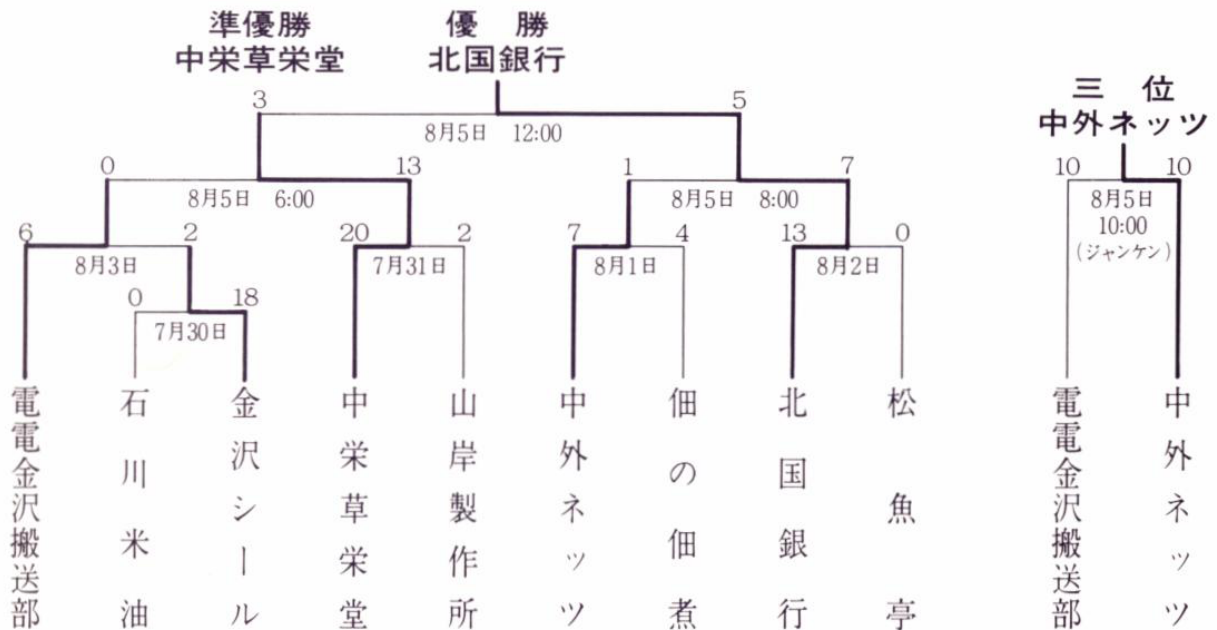 準優勝
中栄草栄堂
優　勝
北国銀行
3
5
8月5日　12:00
0
13
8月5日　6:00
1
7
8月5日　8:00
6
2
8月3日
20
2
7月31日
7
4
8月1日
13
0
8月2日
0
18
7月30日
電電金沢搬送部
石川米油
金沢シール
中栄草栄堂
山岸製作所
中外ネッツ
佃の佃煮
北国銀行
松魚亭
三　位
中外ネッツ
10
10
8月5日
10:00
(ジャンケン)
電電金沢搬送部
中外ネッツ